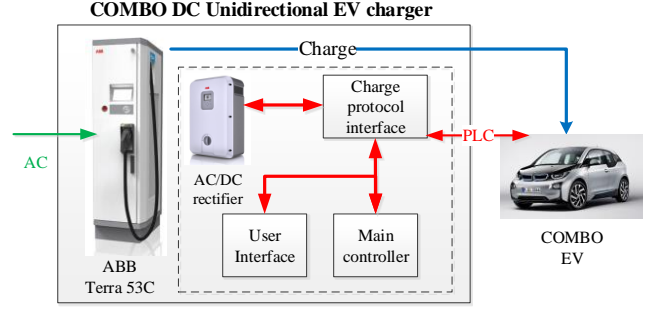 COMBO DC Unidirectional EV charger
Charge
ABB
Charge
protocol
interface
AC
PLC
AC/DC
rectifier
User
Interface
Main
controller
ABB
Terra 53C
COMBO
EV